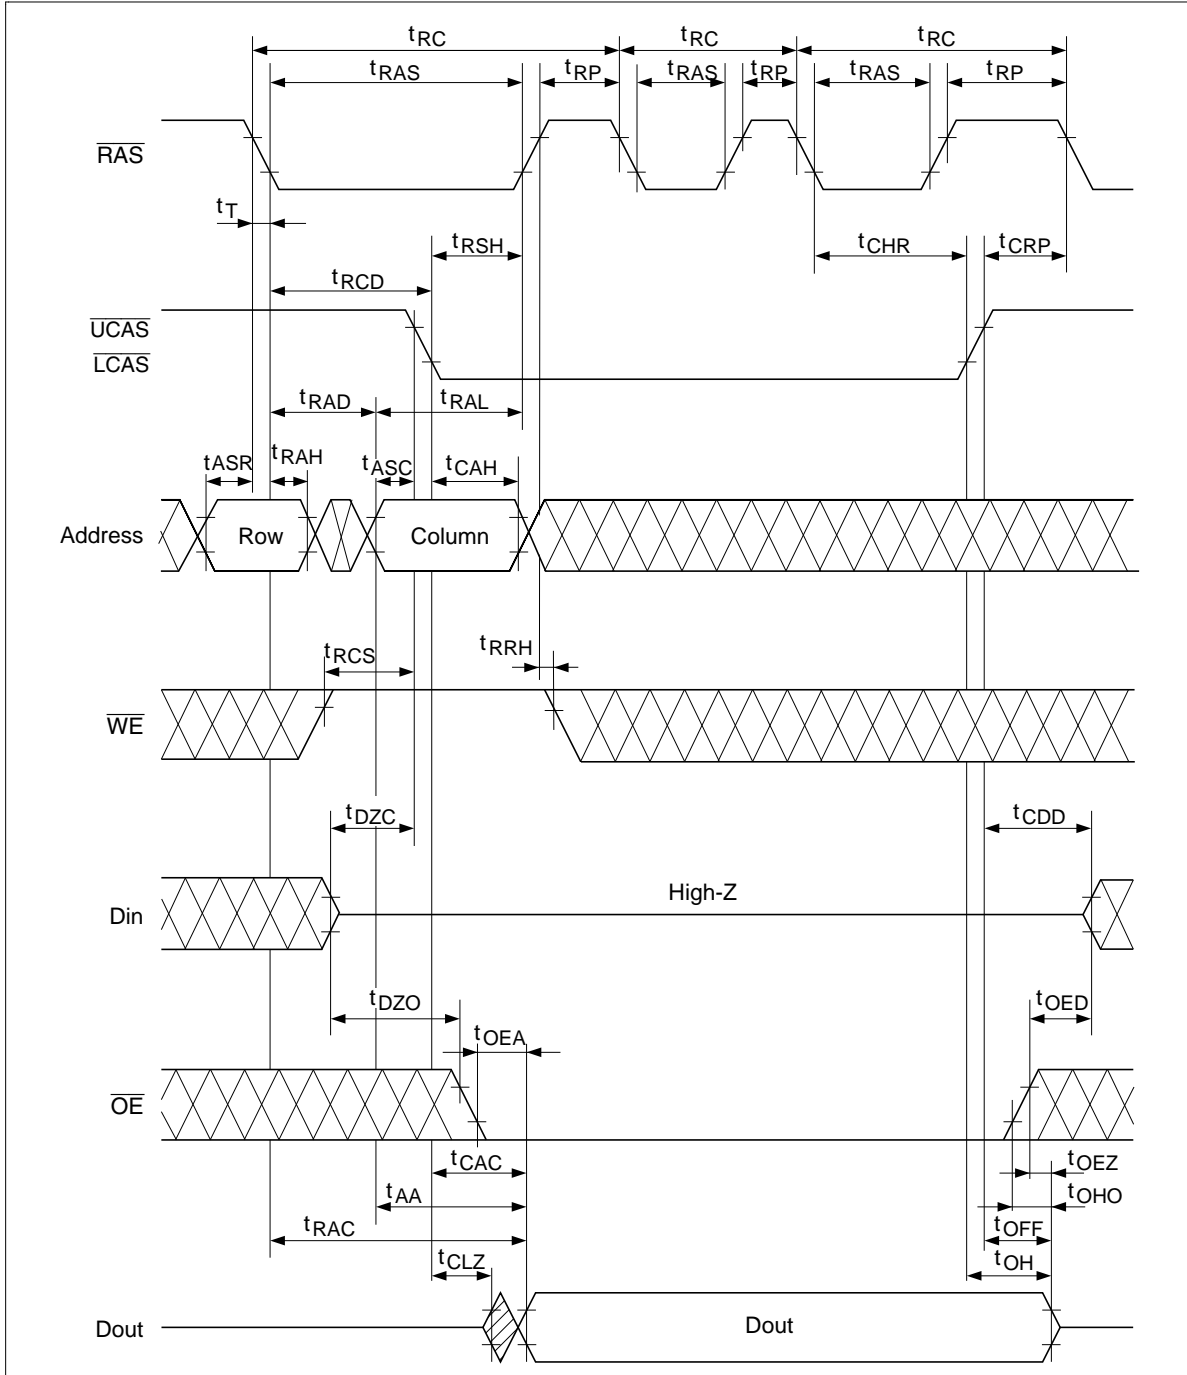 tRC tRC tRC
tRAS tRP tRAS tRP tRAS tRP
RAS
tT
tRSH tCHR tCRP
tRCD
UCAS
LCAS
tRAD tRAL
tASR tRAH tASC tCAH
Address Row Column
tRCS tRRH
WE
tDZC tCDD
High-Z
Din
tDZO tOED
tOEA
OE
tCAC tOEZ
tAA tOHO
tRAC tOFF
tCLZ tOH
Dout Dout